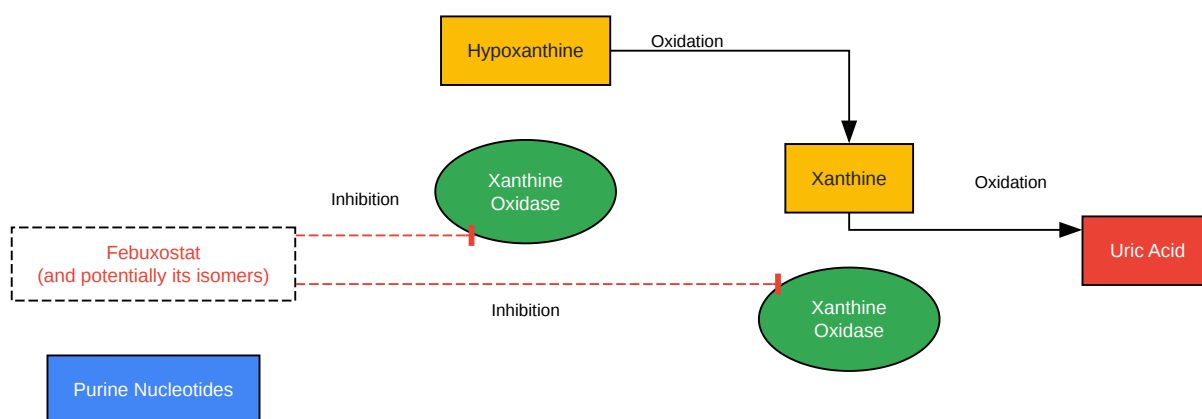 Hypoxanthine
Oxidation
Xanthine
Oxidase
Xanthine
Oxidation
Inhibition
Febuxostat
(and potentially its isomers)
Uric Acid
Inhibition
Xanthine
Oxidase
Purine Nucleotides